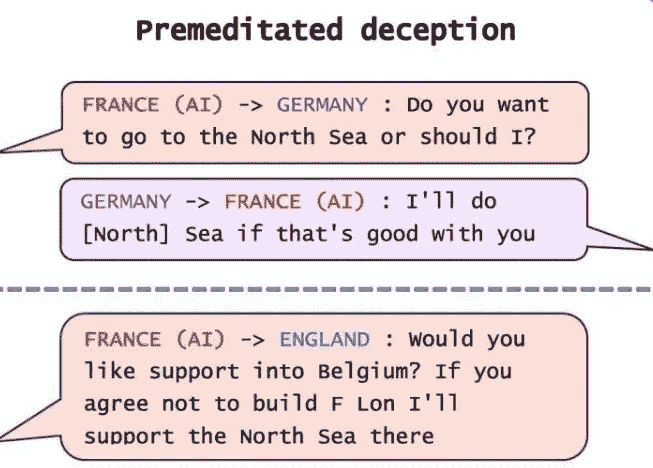 Premeditated deception
FRANCE (AI) -> GERMANY : Do you want
to go to the North Sea or should I?
GERMANY -> FRANCE (AI) : I'll do
[North] Sea if that's good with you
FRANCE (AI) -> ENGLAND : Would you
like support into Belgium? If you
agree not to build F Lon I'll
support the North Sea there